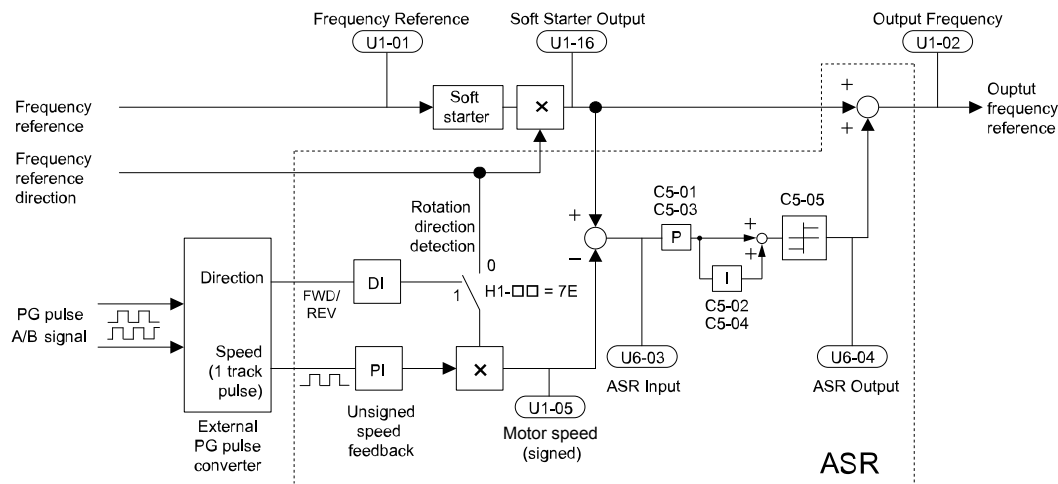 Frequency Reference
U1-01
Soft Starter Output
U1-16
Output Frequency
U1-02
Frequency
reference
Soft
starter
×
+
+
Ouptut
frequency
reference
Frequency
reference
direction
Rotation
direction
detection
0
1
H1-□□ = 7E
+
−
C5-01
C5-03
P
+
+
I
C5-02
C5-04
C5-05
PG pulse
A/B signal
Direction
Speed
(1 track
pulse)
External
PG pulse
converter
FWD/
REV
DI
PI
Unsigned
speed
feedback
×
U1-05
Motor speed
(signed)
U6-03
ASR Input
U6-04
ASR Output
ASR